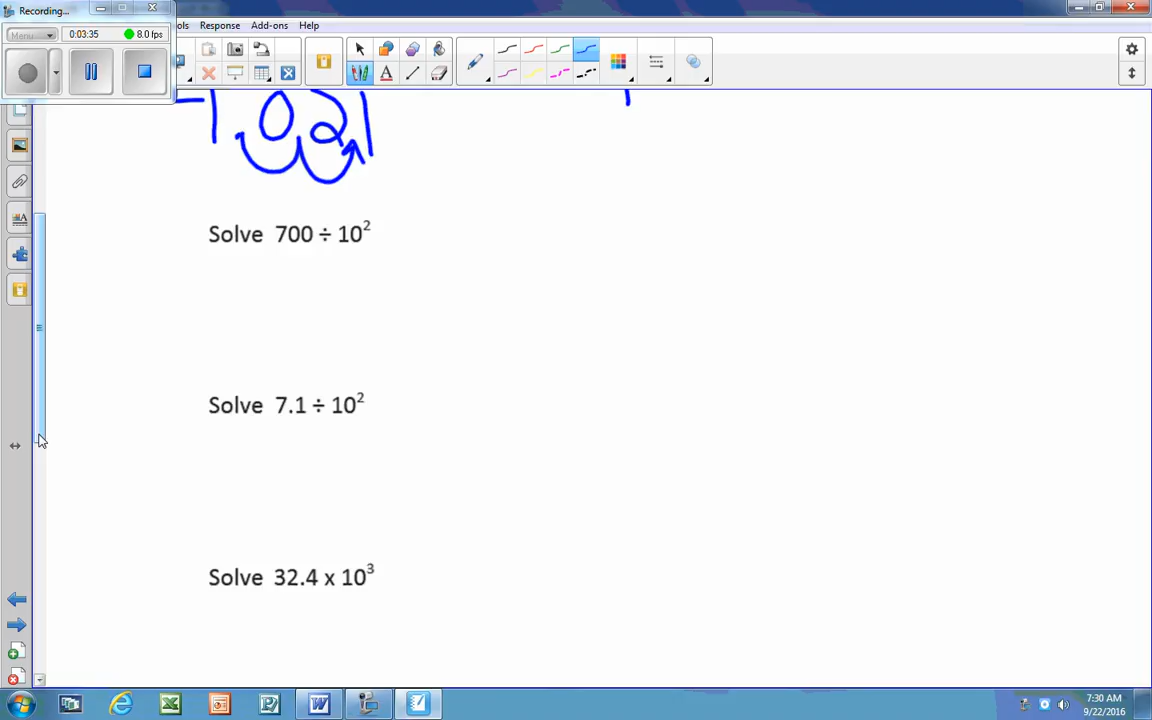 Recording...
Menu
0:03:35
8.0 fps
ols Response Add-ons Help
.021
Solve 700 ÷ 10²
Solve 7.1 ÷ 10²
Solve 32.4 x 10³
7:30 AM
9/22/2016